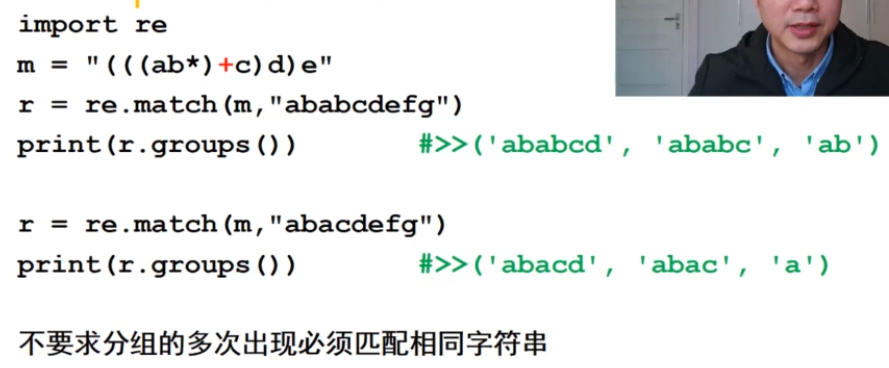 import re
m = "(((ab*)+c)d)e"
r = re.match(m,"ababcdefg")
print(r.groups()) #>>('ababcd', 'ababc', 'ab')
r = re.match(m,"abacdefg")
print(r.groups()) #>>('abacd', 'abac', 'a')
不要求分组的多次出现必须匹配相同字符串